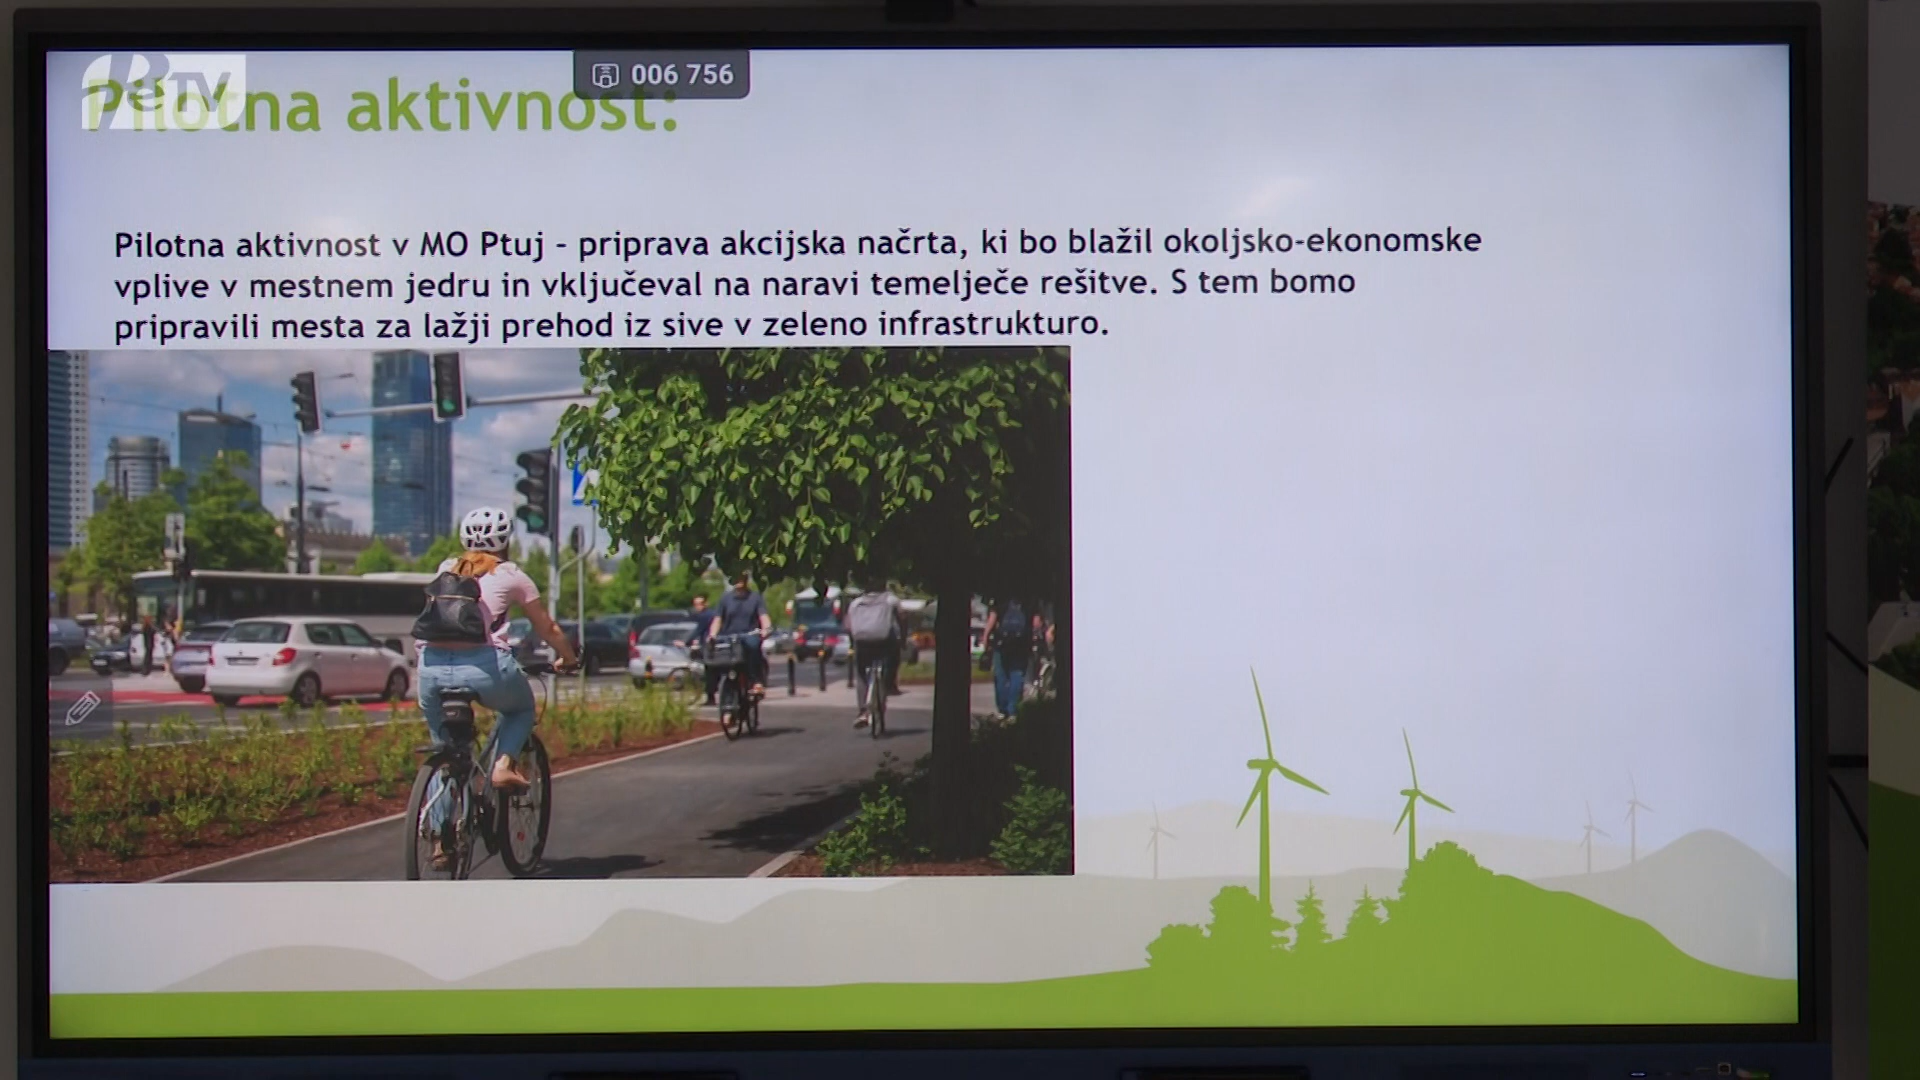 PeTV
006 756
Pilotna aktivnost:
Pilotna aktivnost v MO Ptuj - priprava akcijska načrta, ki bo blažil okoljsko-ekonomske
vplive v mestnem jedru in vključeval na naravi temelječe rešitve. S tem bomo
pripravili mesta za lažji prehod iz sive v zeleno infrastrukturo.